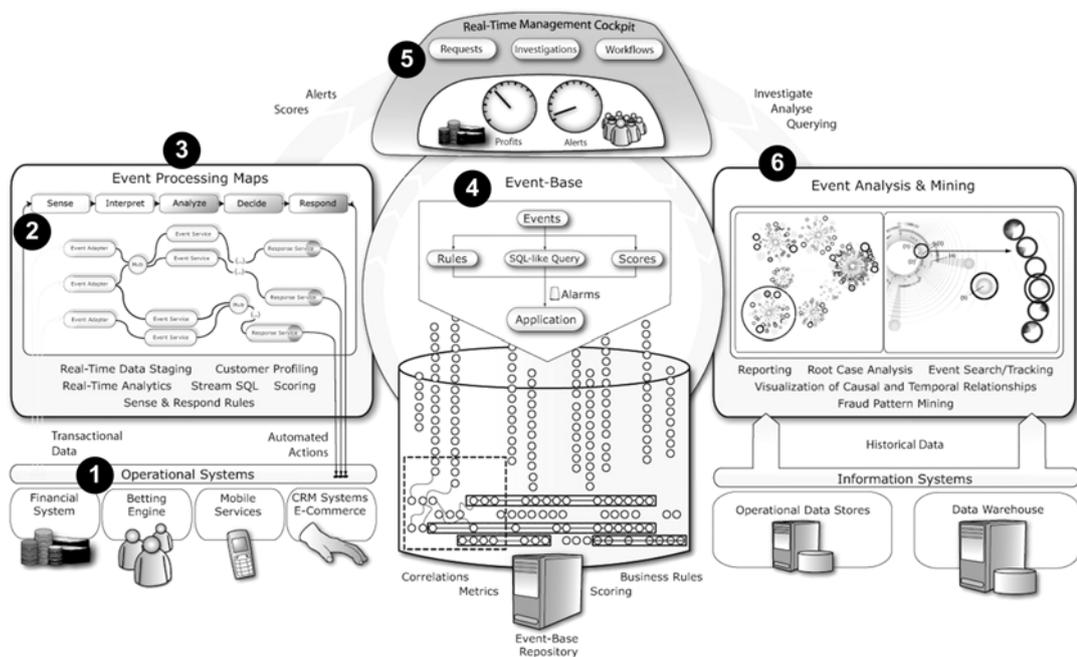 Real-Time Management Cockpit
5
Requests Investigations Workflows
Profits Alerts
Alerts
Scores
Investigate
Analyse
Querying
3
Event Processing Maps
Sense Interpret Analyze Decide Respond
2
Event Adapter
Event Adapter
Event Adapter
Hub
Event Service
Event Service
Event Service
Event Service
Hub
(...)
(...)
(...)
Response Service
Response Service
Response Service
Real-Time Data Staging Customer Profiling
Real-Time Analytics Stream SQL Scoring
Sense & Respond Rules
Transactional
Data
Automated
Actions
1
Operational Systems
Financial
System
Betting
Engine
Mobile
Services
CRM Systems
E-Commerce
4
Event-Base
Events
Rules SQL-like Query Scores
Alarms
Application
Correlations
Metrics
Business Rules
Scoring
Event-Base
Repository
6
Event Analysis & Mining
Reporting Root Case Analysis Event Search/Tracking
Visualization of Causal and Temporal Relationships
Fraud Pattern Mining
Historical Data
Information Systems
Operational Data Stores
Data Warehouse